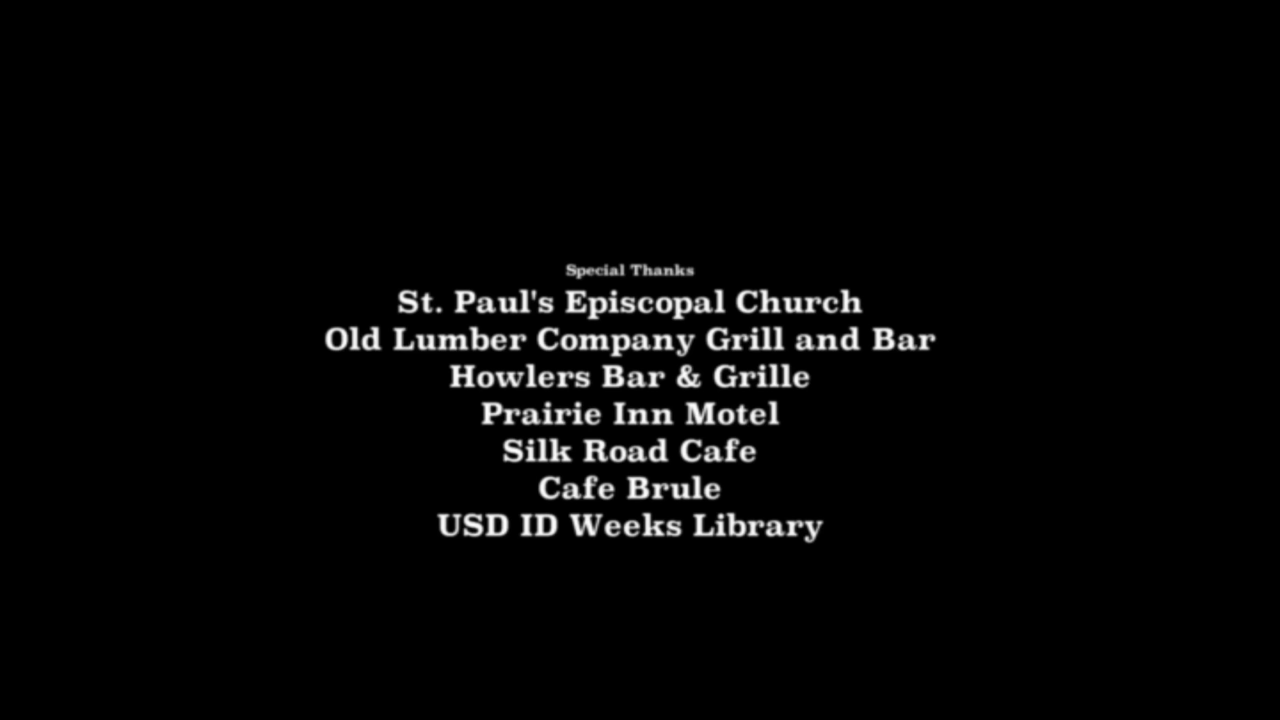 Special Thanks
St. Paul's Episcopal Church
Old Lumber Company Grill and Bar
Howlers Bar & Grille
Prairie Inn Motel
Silk Road Cafe
Cafe Brule
USD ID Weeks Library